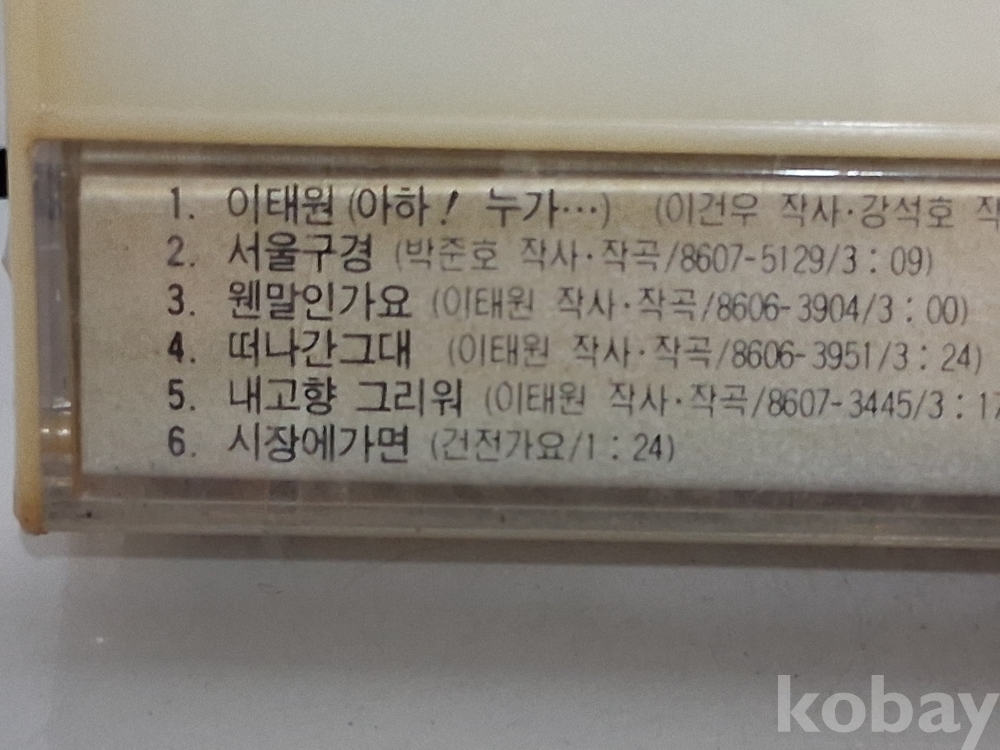 1. 이태원 (아하! 누가…) (이건우 작사·강석호 작
2. 서울구경 (박준호 작사·작곡/8607-5129/3:09)
3. 웬말인가요 (이태원 작사·작곡/8606-3904/3:00)
4. 떠나간그대 (이태원 작사·작곡/8606-3951/3:24)
5. 내고향 그리워 (이태원 작사·작곡/8607-3445/3:1
6. 시장에가면 (건전가요/1:24)
kobay